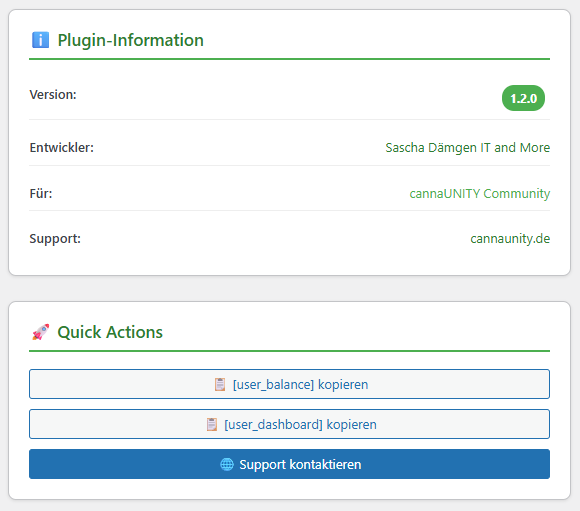 Plugin-Information
Version: 1.2.0
Entwickler: Sascha Dämgen IT and More
Für: cannaUNITY Community
Support: cannaunity.de
Quick Actions
[user_balance] kopieren
[user_dashboard] kopieren
Support kontaktieren